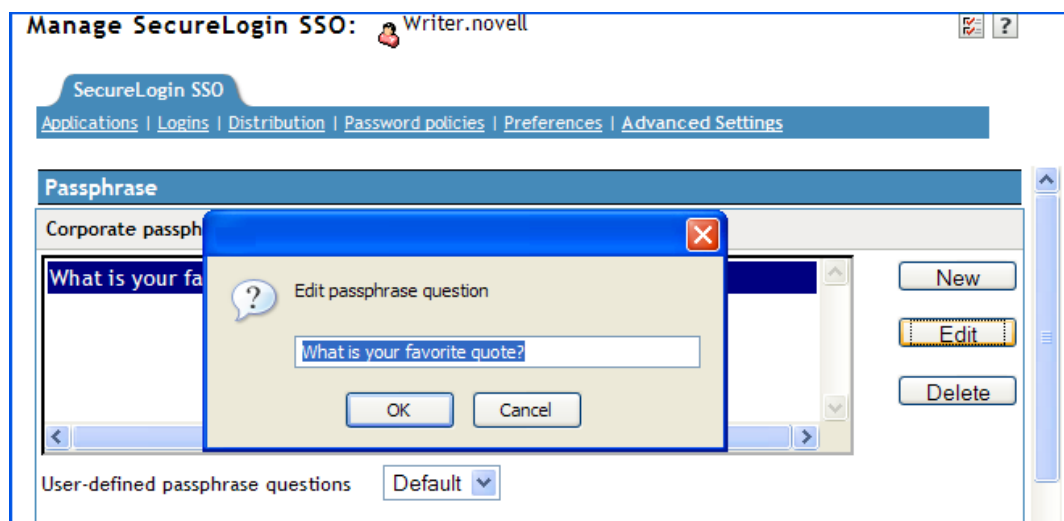 Manage SecureLogin SSO: Writer.novell
?
SecureLogin SSO
Applications | Logins | Distribution | Password policies | Preferences | Advanced Settings
Passphrase
Corporate passph
What is your fa
New
Edit passphrase question
Edit
What is your favorite quote?
OK Cancel
Delete
User-defined passphrase questions Default